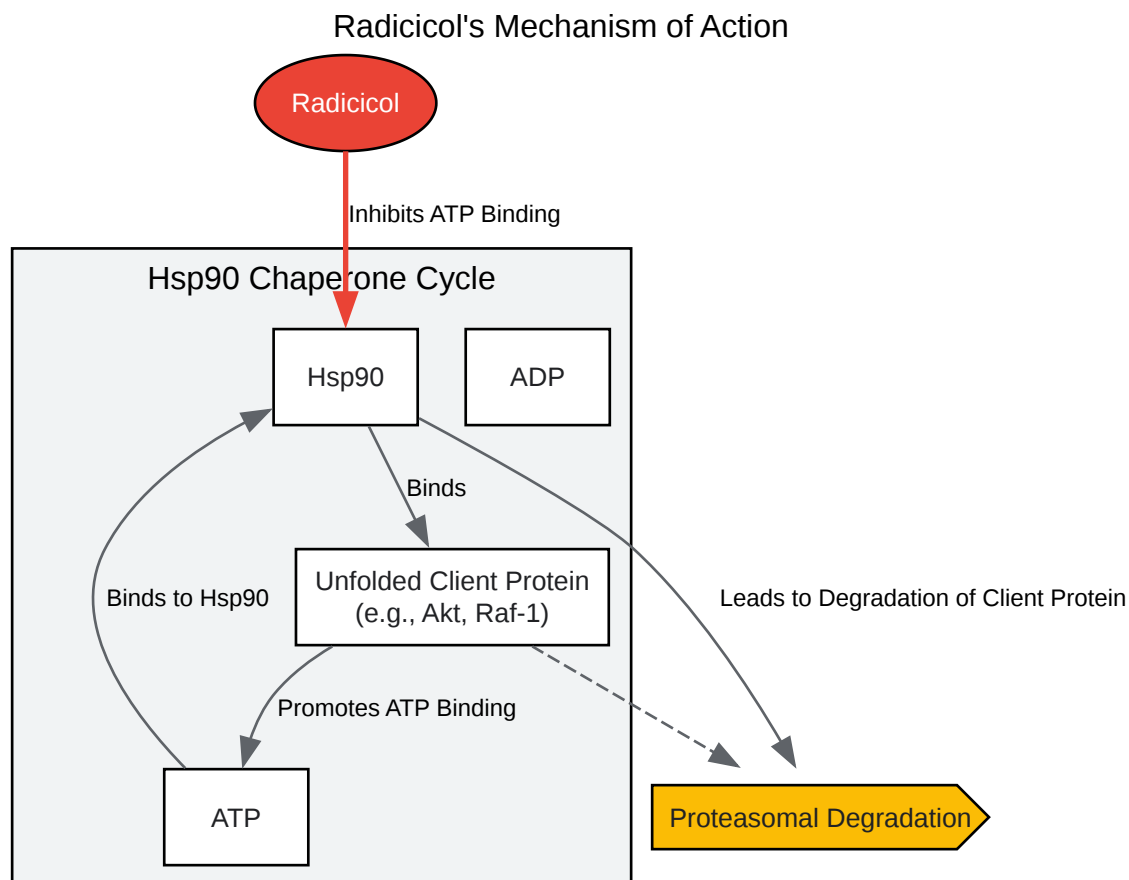 Radicicol's Mechanism of Action
Radicicol
Inhibits ATP Binding
Hsp90 Chaperone Cycle
Hsp90
ADP
Binds
Unfolded Client Protein
(e.g., Akt, Raf-1)
Binds to Hsp90
Leads to Degradation of Client Protein
Promotes ATP Binding
ATP
Proteasomal Degradation